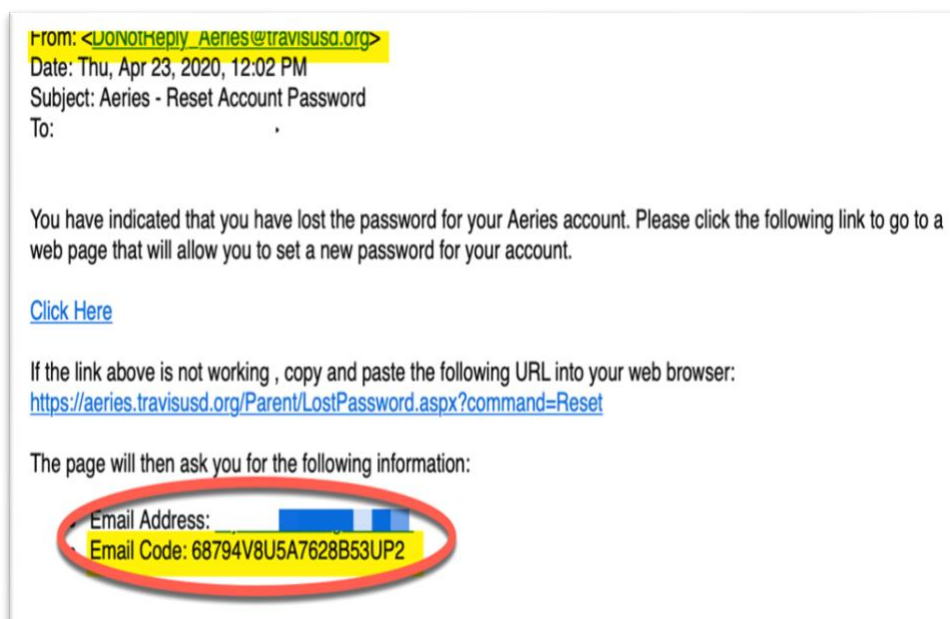 From: <DoNotReply_Aeries@travisusd.org>
Date: Thu, Apr 23, 2020, 12:02 PM
Subject: Aeries - Reset Account Password
To:
You have indicated that you have lost the password for your Aeries account. Please click the following link to go to a
web page that will allow you to set a new password for your account.
Click Here
If the link above is not working , copy and paste the following URL into your web browser:
https://aeries.travisusd.org/Parent/LostPassword.aspx?command=Reset
The page will then ask you for the following information:
• Email Address:
• Email Code: 68794V8U5A7628B53UP2